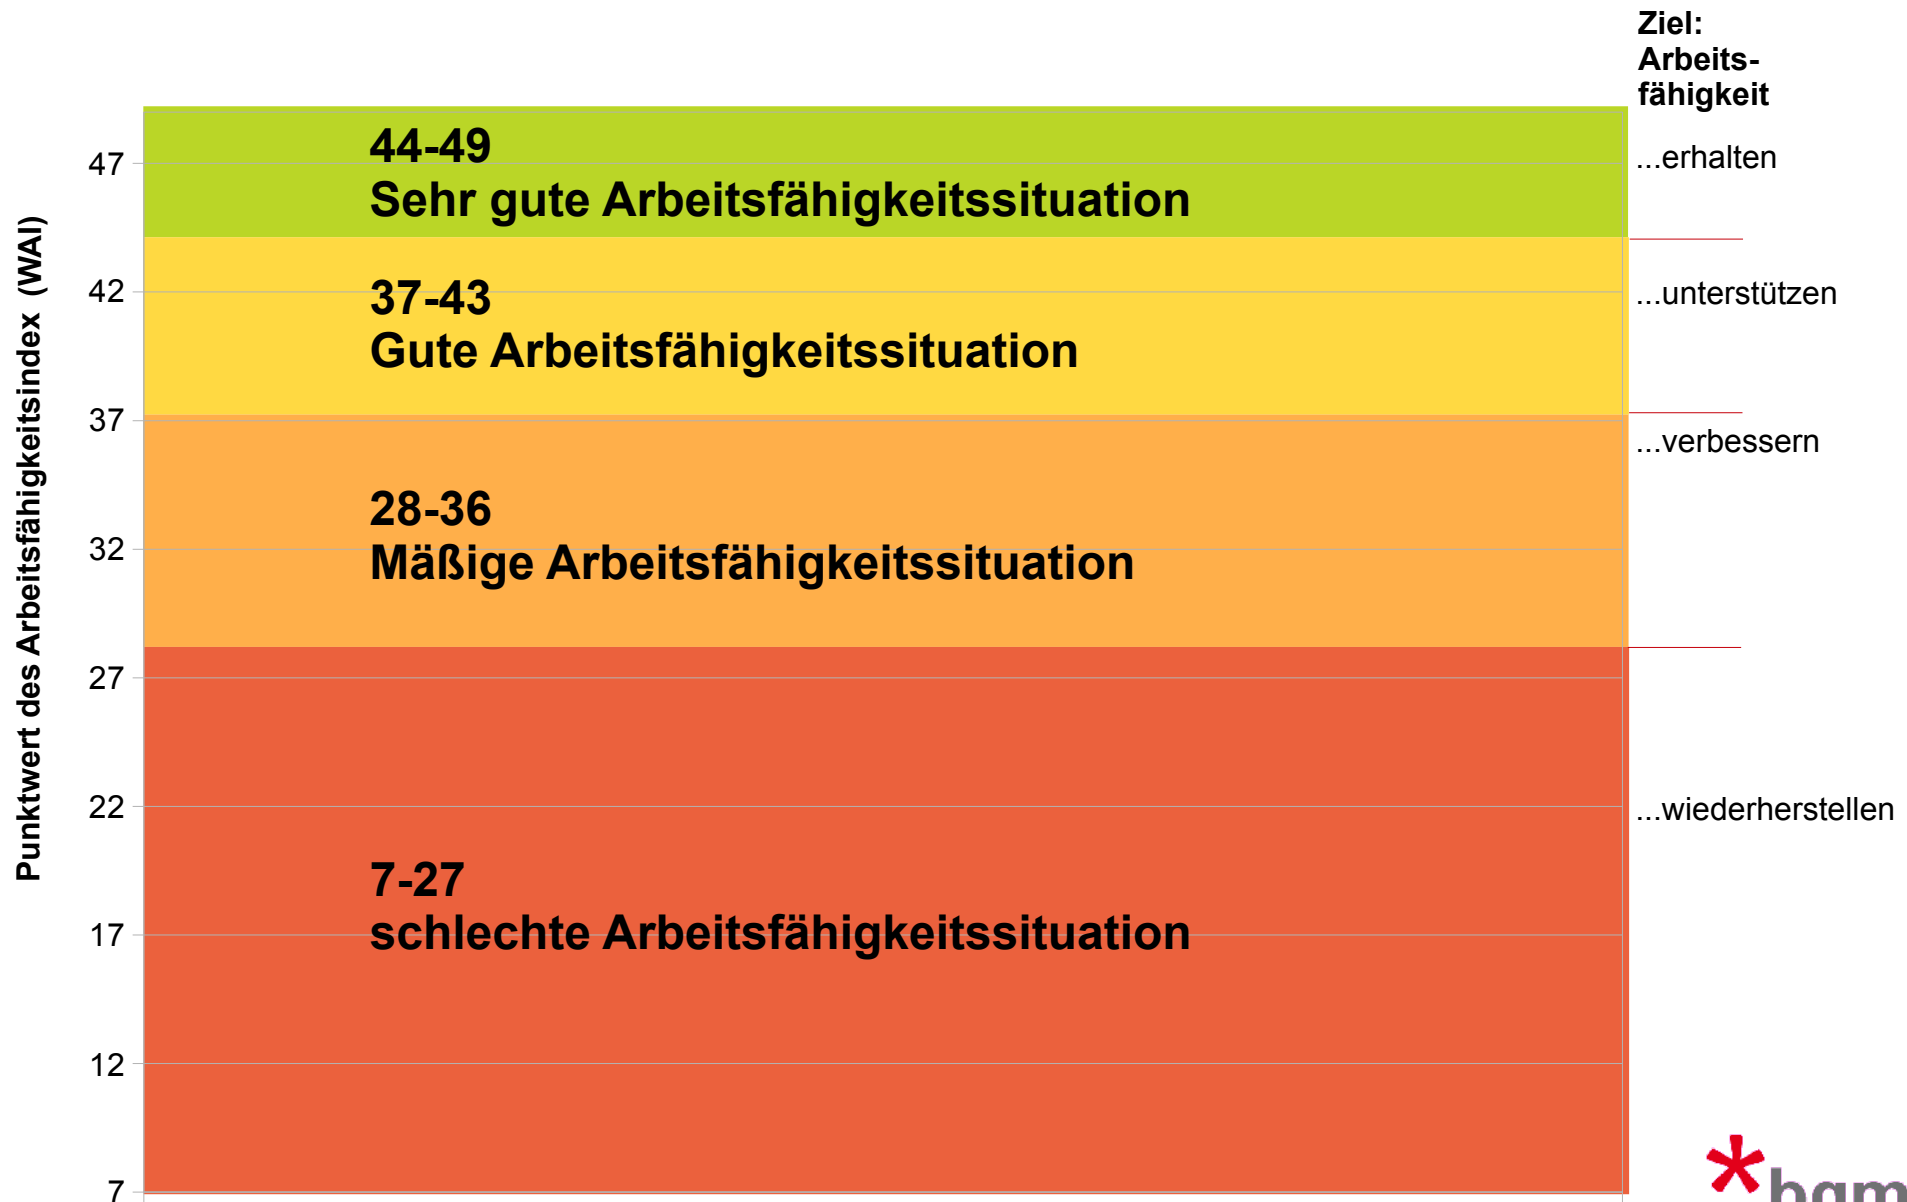 Ziel:
Arbeits-
fähigkeit
Punktwert des Arbeitsfähigkeitsindex (WAI)
47
44-49
Sehr gute Arbeitsfähigkeitssituation
...erhalten
42
37-43
Gute Arbeitsfähigkeitssituation
...unterstützen
37
...verbessern
28-36
32
Mäßige Arbeitsfähigkeitssituation
27
22
...wiederherstellen
7-27
17
schlechte Arbeitsfähigkeitssituation
12
7
*bgm